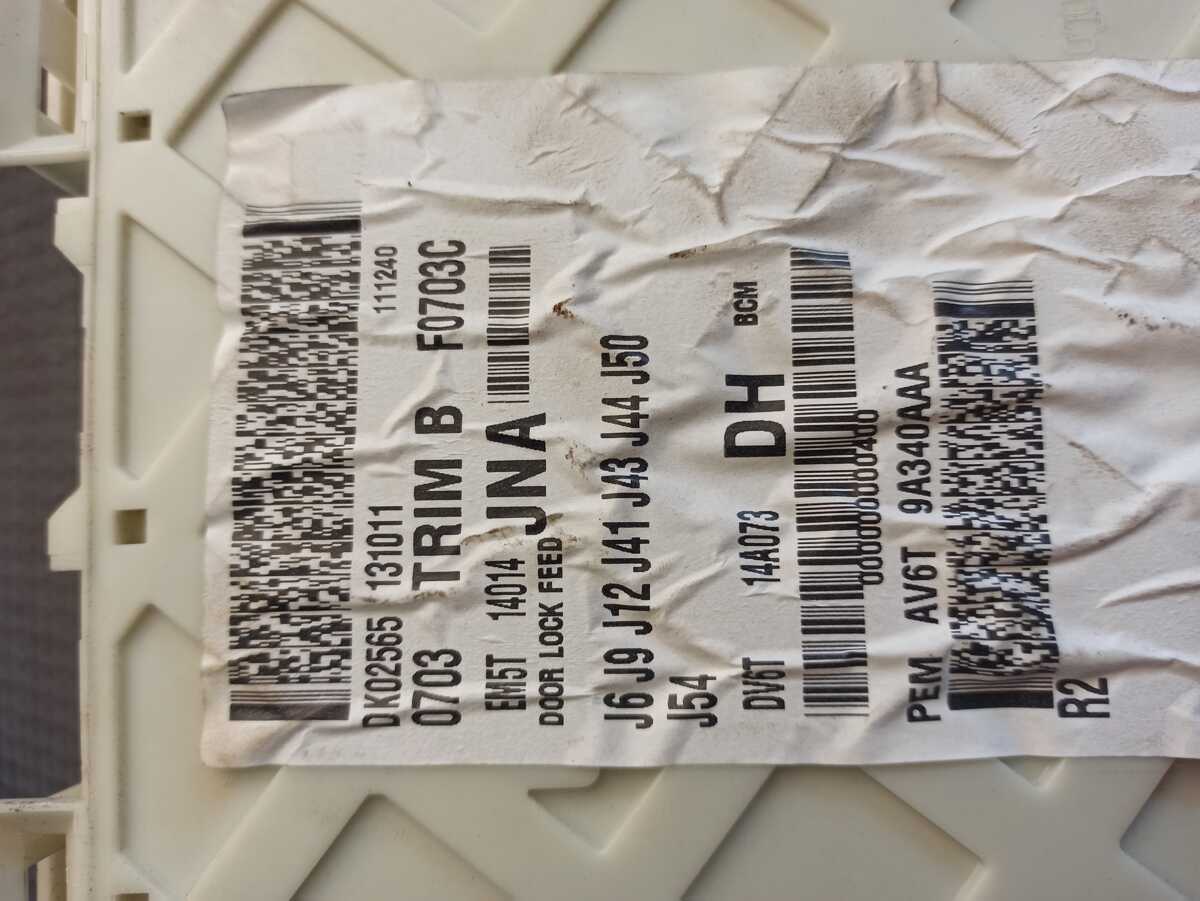 DK02565 131011 111240
0703 TRIM B F0703C
EM5T 14014 JNA
DOOR LOCK FEED
J6 J9 J12 J41 J43 J44 J50
J54
DV6T 14A073 DH BCM
0000000000400
PEM AV6T 9A340AAA
R2